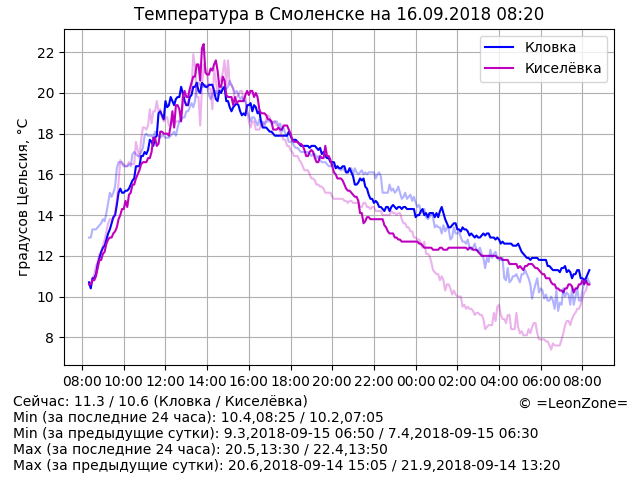 Температура в Смоленске на 16.09.2018 08:20
Кловка
Киселёвка
градусов Цельсия, °C
22
20
18
16
14
12
10
8
08:00 10:00 12:00 14:00 16:00 18:00 20:00 22:00 00:00 02:00 04:00 06:00 08:00
Сейчас: 11.3 / 10.6 (Кловка / Киселёвка)
© =LeonZone=
Min (за последние 24 часа): 10.4,08:25 / 10.2,07:05
Min (за предыдущие сутки): 9.3,2018-09-15 06:50 / 7.4,2018-09-15 06:30
Max (за последние 24 часа): 20.5,13:30 / 22.4,13:50
Max (за предыдущие сутки): 20.6,2018-09-14 15:05 / 21.9,2018-09-14 13:20